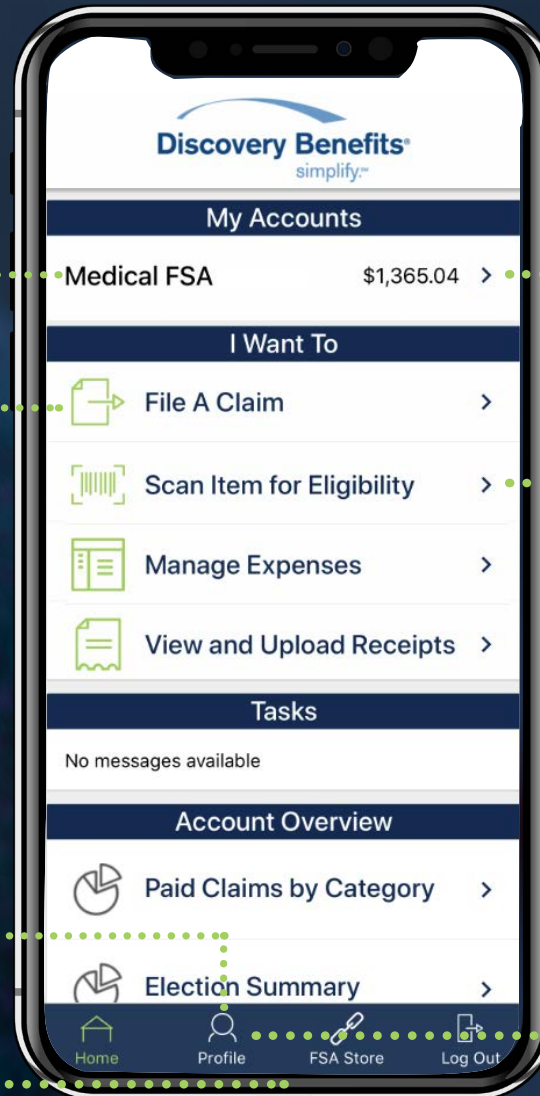 Discovery Benefits®
simplify.℠
My Accounts
Medical FSA $1,365.04
I Want To
File A Claim
Scan Item for Eligibility
Manage Expenses
View and Upload Receipts
Tasks
No messages available
Account Overview
Paid Claims by Category
Election Summary
Home Profile FSA Store Log Out